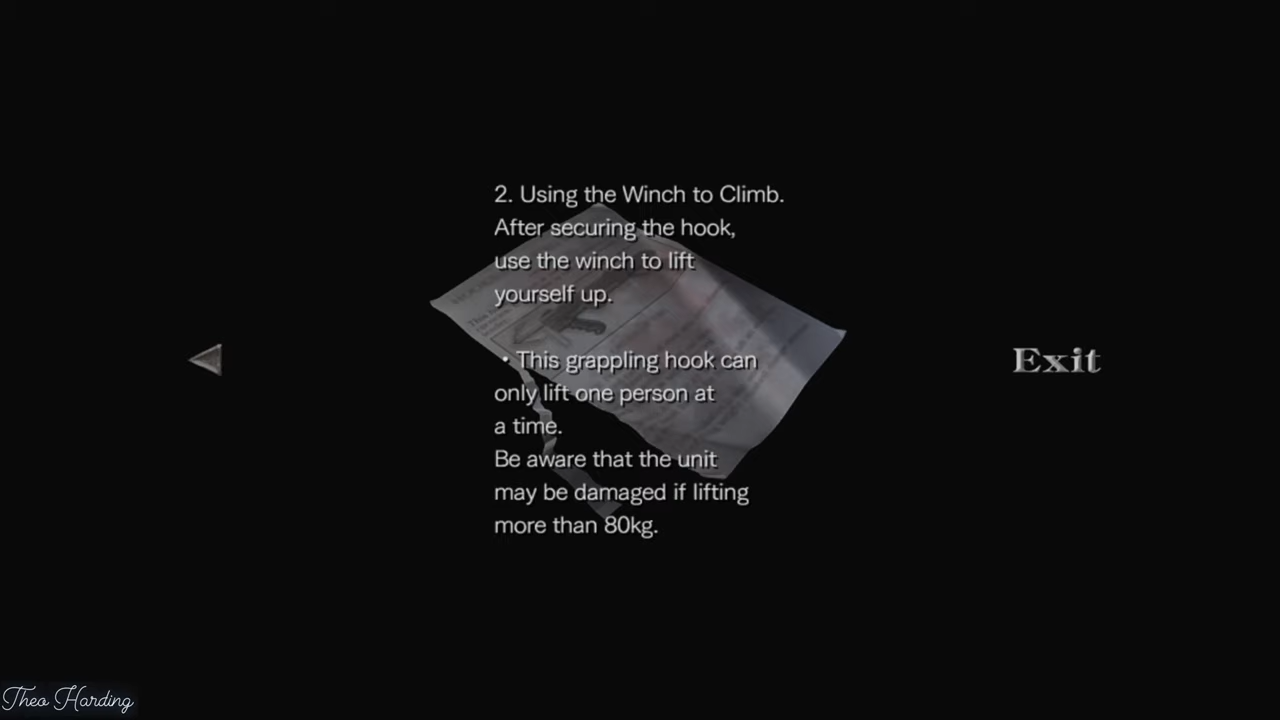 2. Using the Winch to Climb.
After securing the hook,
use the winch to lift
yourself up.
• This grappling hook can
only lift one person at
a time.
Be aware that the unit
may be damaged if lifting
more than 80kg.
Exit
Theo Harding